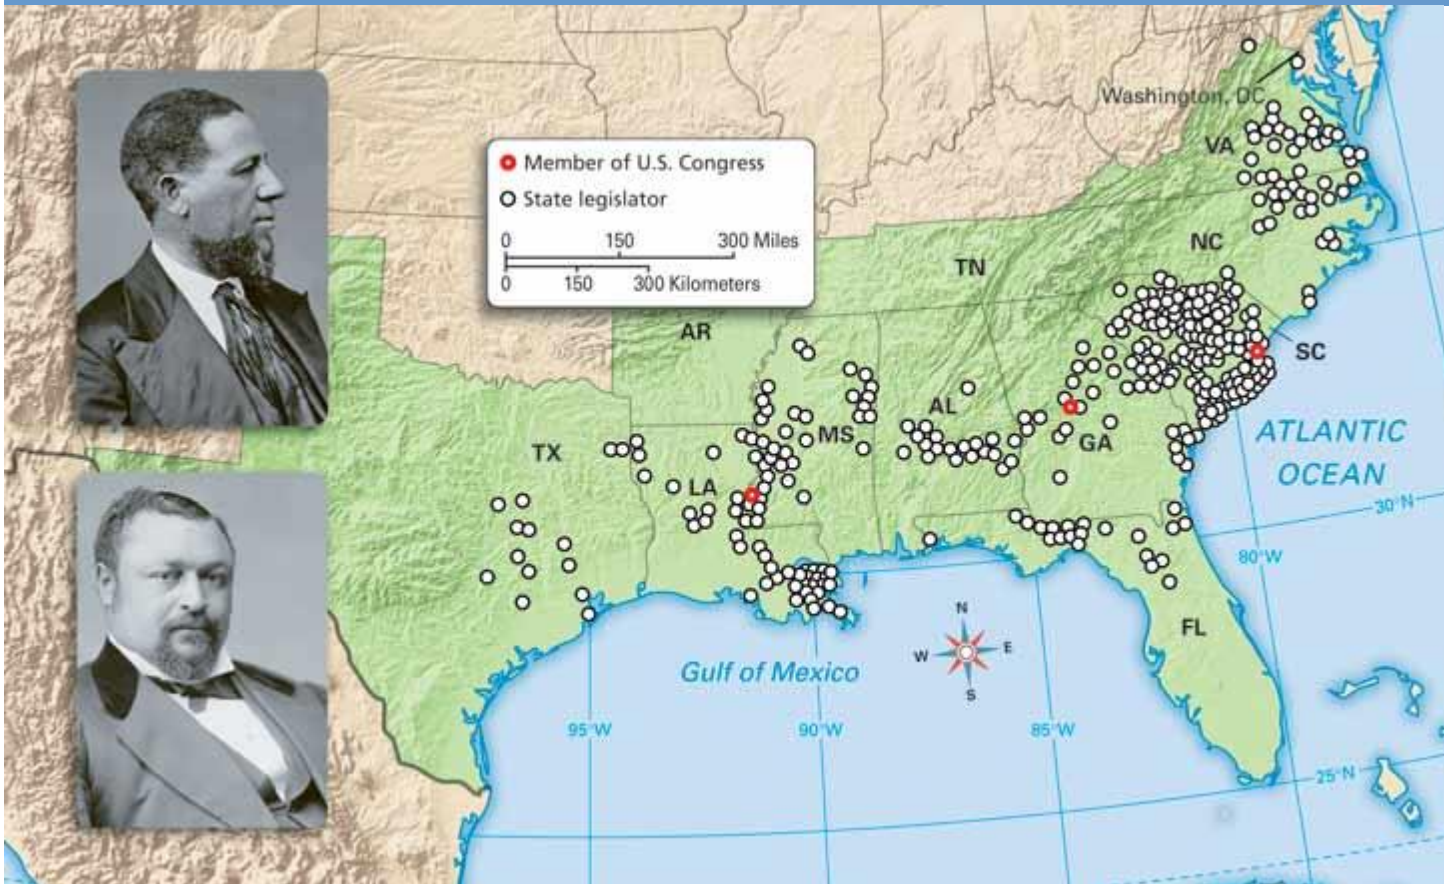 Washington, DC
Member of U.S. Congress
State legislator
0 150 300 Miles
0 150 300 Kilometers
VA
NC
TN
AR
SC
AL
MS
GA
TX
LA
ATLANTIC
OCEAN
30°N
80°W
FL
N
W E
S
Gulf of Mexico
95°W
90°W
85°W
25°N